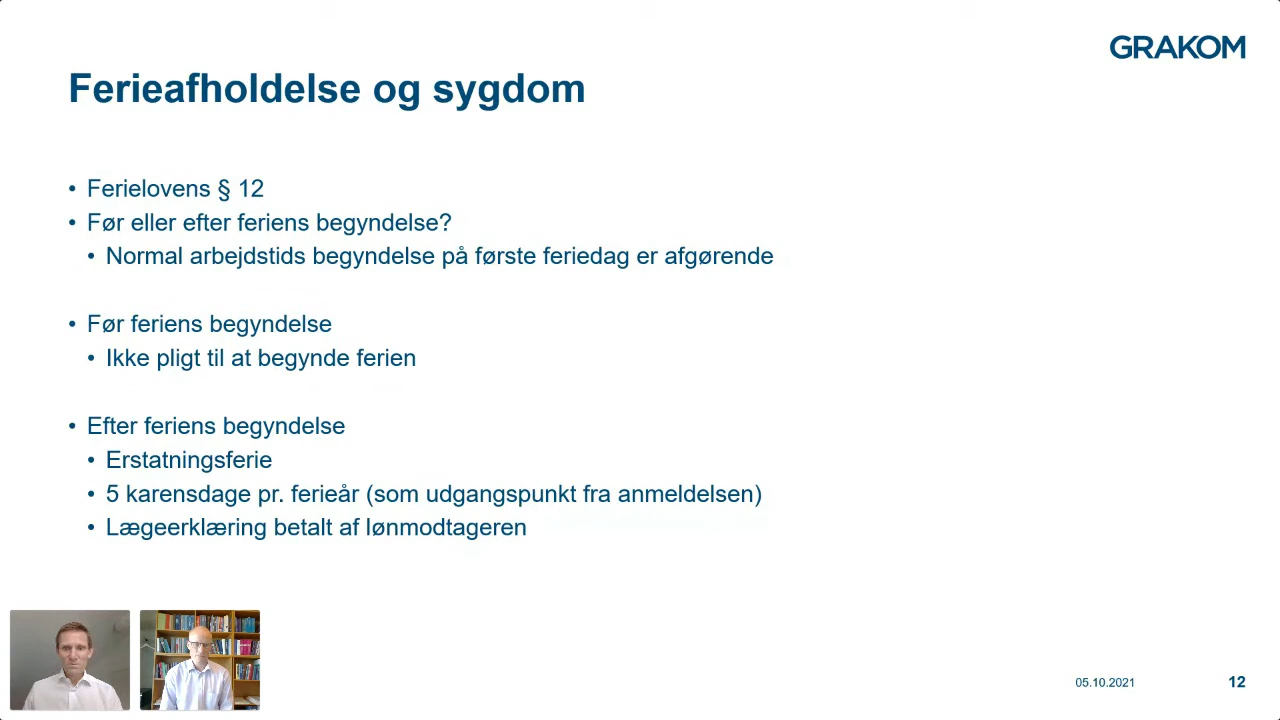 GRAKOM
Ferieafholdelse og sygdom
• Ferielovens § 12
• Før eller efter feriens begyndelse?
• Normal arbejdstids begyndelse på første feriedag er afgørende
• Før feriens begyndelse
• Ikke pligt til at begynde ferien
• Efter feriens begyndelse
• Erstatningsferie
• 5 karensdage pr. ferieår (som udgangspunkt fra anmeldelsen)
• Lægeerklæring betalt af lønmodtageren
05.10.2021
12